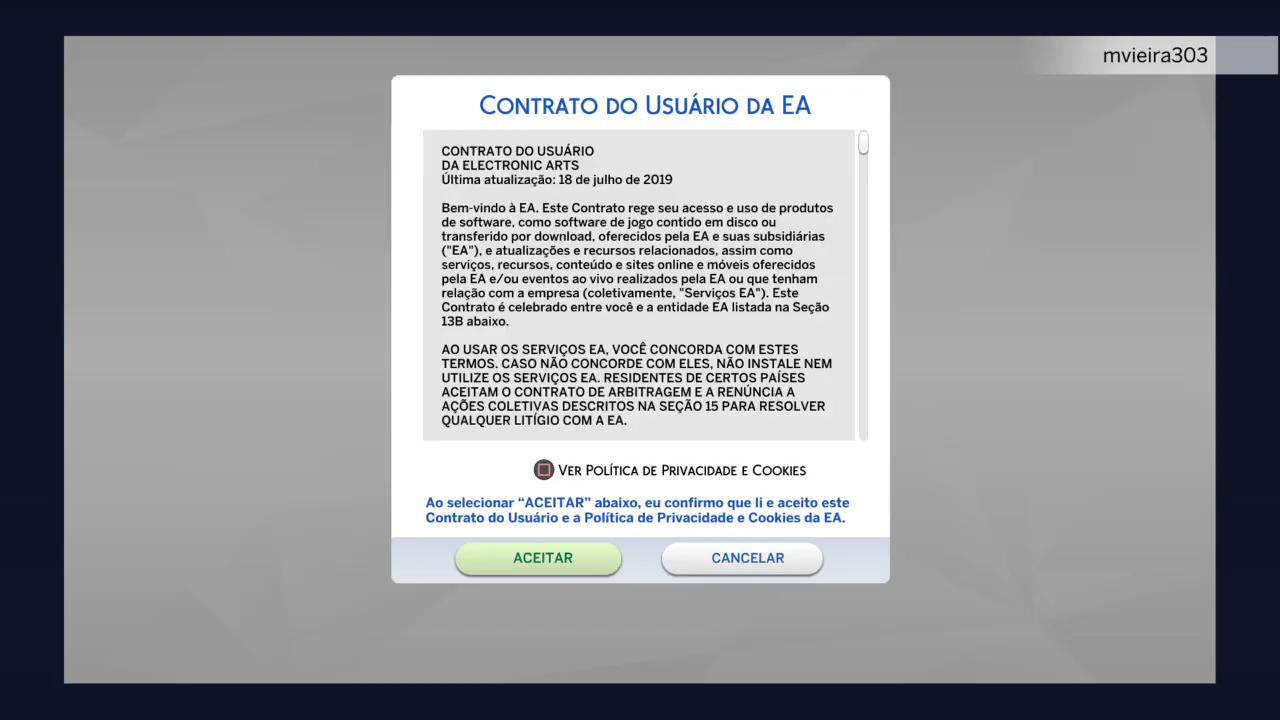 mvieira303
CONTRATO DO USUÁRIO DA EA
CONTRATO DO USUÁRIO
DA ELECTRONIC ARTS
Última atualização: 18 de julho de 2019
Bem-vindo à EA. Este Contrato rege seu acesso e uso de produtos
de software, como software de jogo contido em disco ou
transferido por download, oferecidos pela EA e suas subsidiárias
("EA"), e atualizações e recursos relacionados, assim como
serviços, recursos, conteúdo e sites online e móveis oferecidos
pela EA e/ou eventos ao vivo realizados pela EA ou que tenham
relação com a empresa (coletivamente, "Serviços EA"). Este
Contrato é celebrado entre você e a entidade EA listada na Seção
13B abaixo.
AO USAR OS SERVIÇOS EA, VOCÊ CONCORDA COM ESTES
TERMOS. CASO NÃO CONCORDE COM ELES, NÃO INSTALE NEM
UTILIZE OS SERVIÇOS EA. RESIDENTES DE CERTOS PAÍSES
ACEITAM O CONTRATO DE ARBITRAGEM E A RENÚNCIA A
AÇÕES COLETIVAS DESCRITOS NA SEÇÃO 15 PARA RESOLVER
QUALQUER LITÍGIO COM A EA.
VER POLÍTICA DE PRIVACIDADE E COOKIES
Ao selecionar “ACEITAR” abaixo, eu confirmo que li e aceito este
Contrato do Usuário e a Política de Privacidade e Cookies da EA.
ACEITAR
CANCELAR